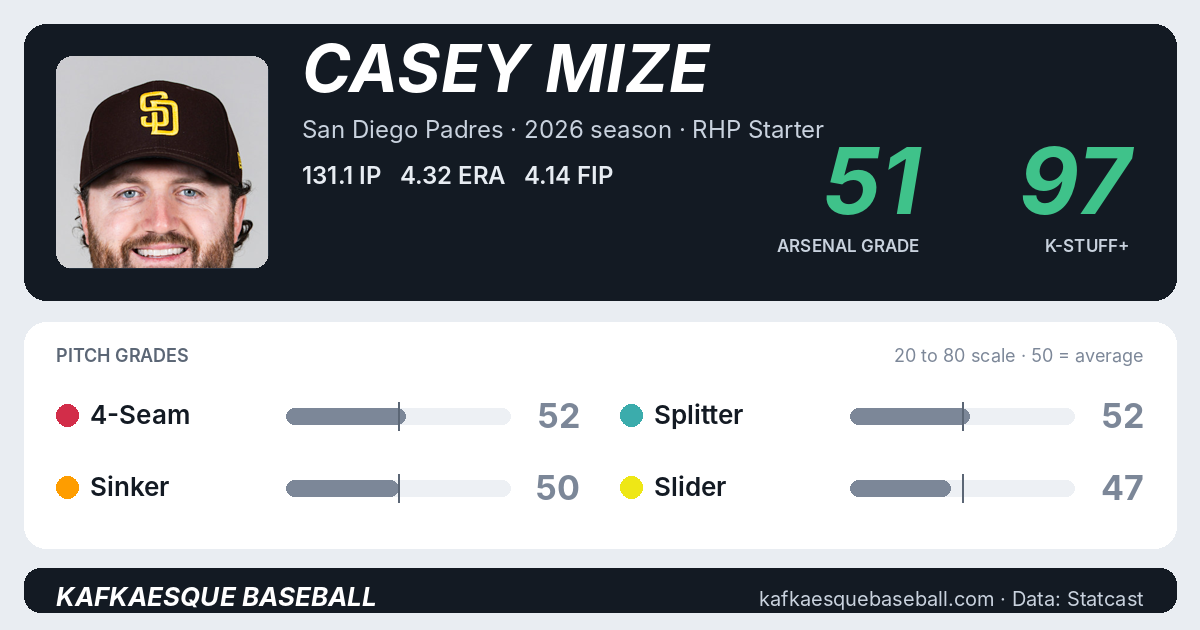 CASEY MIZE
San Diego Padres · 2026 season · RHP Starter
131.1 IP 4.32 ERA 4.14 FIP
51 97
ARSENAL GRADE K-STUFF+
SD
PITCH GRADES 20 to 80 scale · 50 = average
4-Seam 52 Splitter 52
Sinker 50 Slider 47
KAFKAESQUE BASEBALL kafkaesquebaseball.com · Data: Statcast